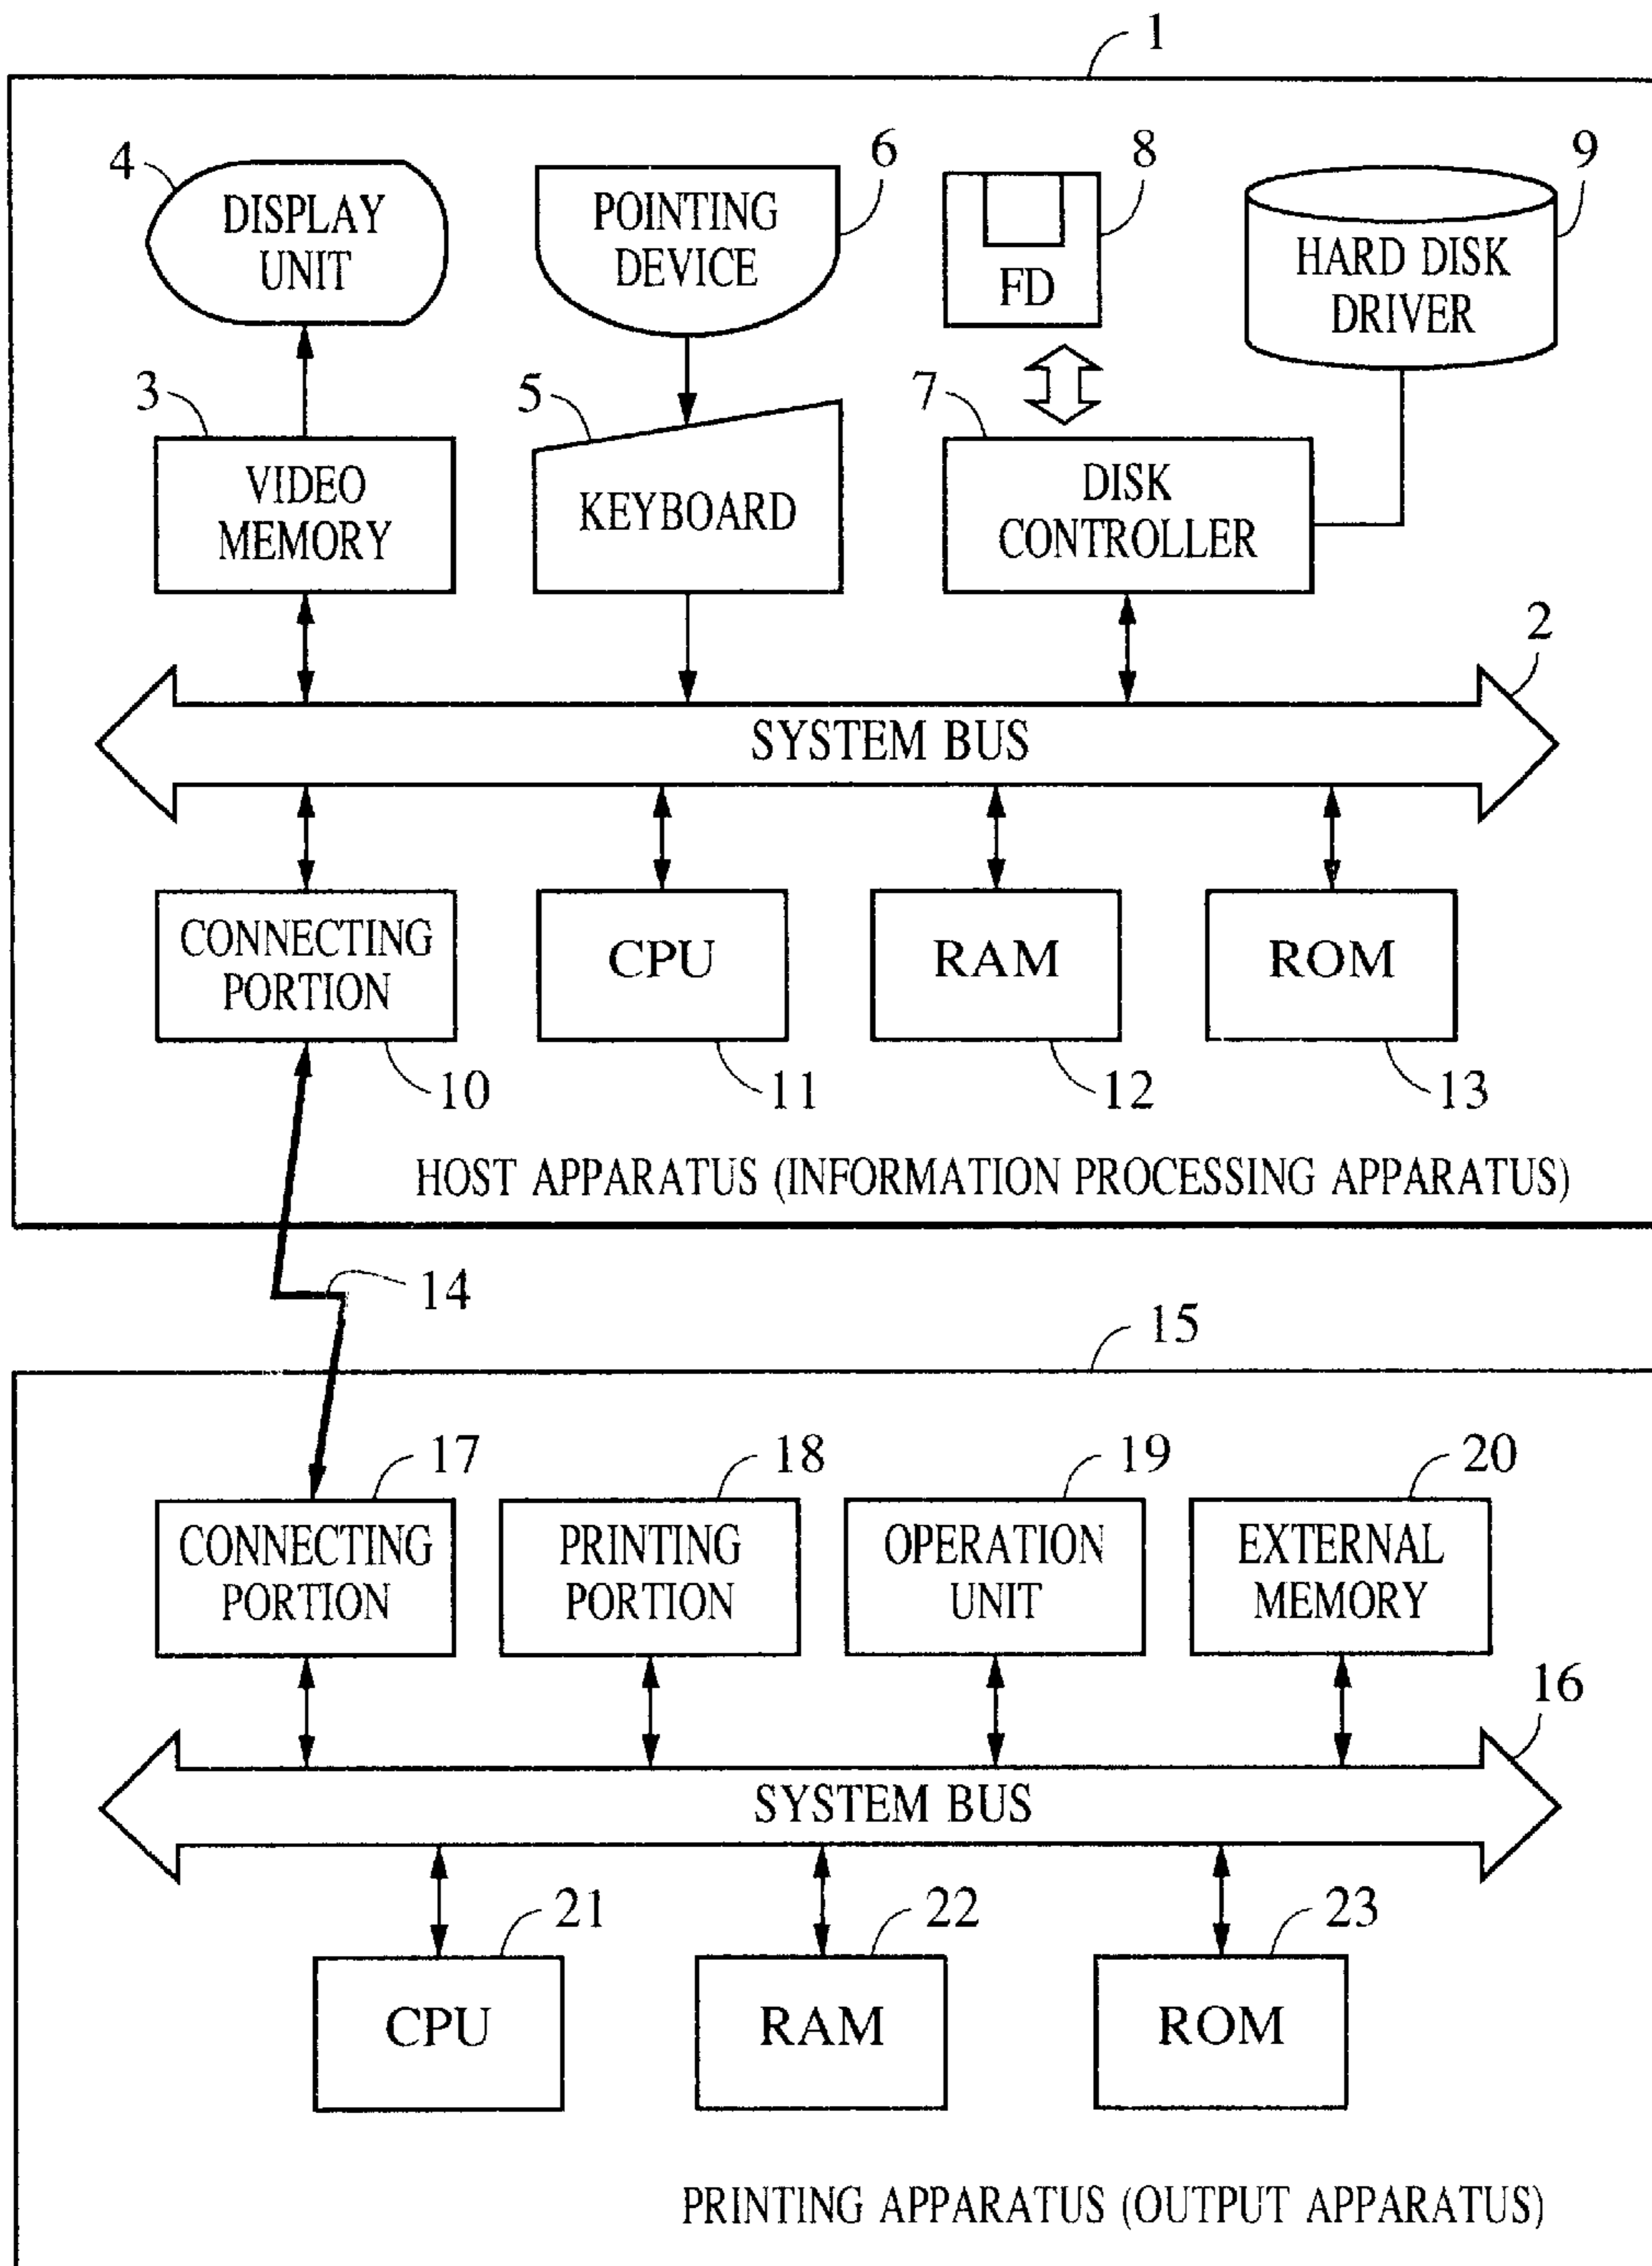 1
4
DISPLAY
UNIT
POINTING
DEVICE
6
8
FD
9
HARD DISK
DRIVER
3
VIDEO
MEMORY
5
KEYBOARD
7
DISK
CONTROLLER
2
SYSTEM BUS
CONNECTING
PORTION
CPU
RAM
ROM
10
11
12
13
HOST APPARATUS (INFORMATION PROCESSING APPARATUS)
14
15
17
18
19
20
CONNECTING
PORTION
PRINTING
PORTION
OPERATION
UNIT
EXTERNAL
MEMORY
16
SYSTEM BUS
21
22
23
CPU
RAM
ROM
PRINTING APPARATUS (OUTPUT APPARATUS)